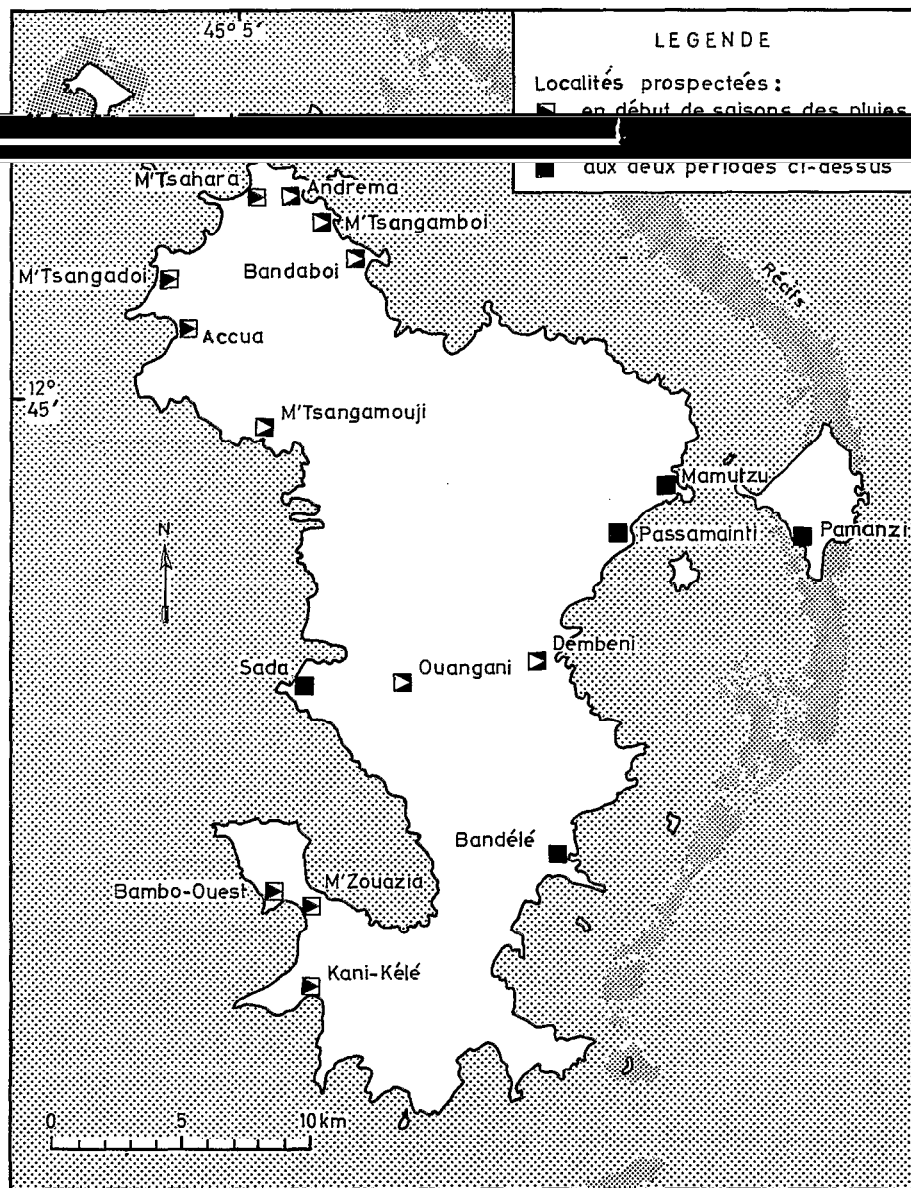 45° 5'
LEGENDE
Localités prospectées :
en début de saisons des pluies
aux deux périodes ci-dessus
M'Tsahara
Andrema
M'Tsangamboi
Bandaboi
M'Tsangadoi
Récifs
Accua
12°
45'
M'Tsangamouji
Mamutzu
N
Passamainti
Pamanzi
Dembeni
Sada
Ouangani
Bandélé
Bambo-Ouest
M'Zouazia
Kani-Kélé
0 5 10 km